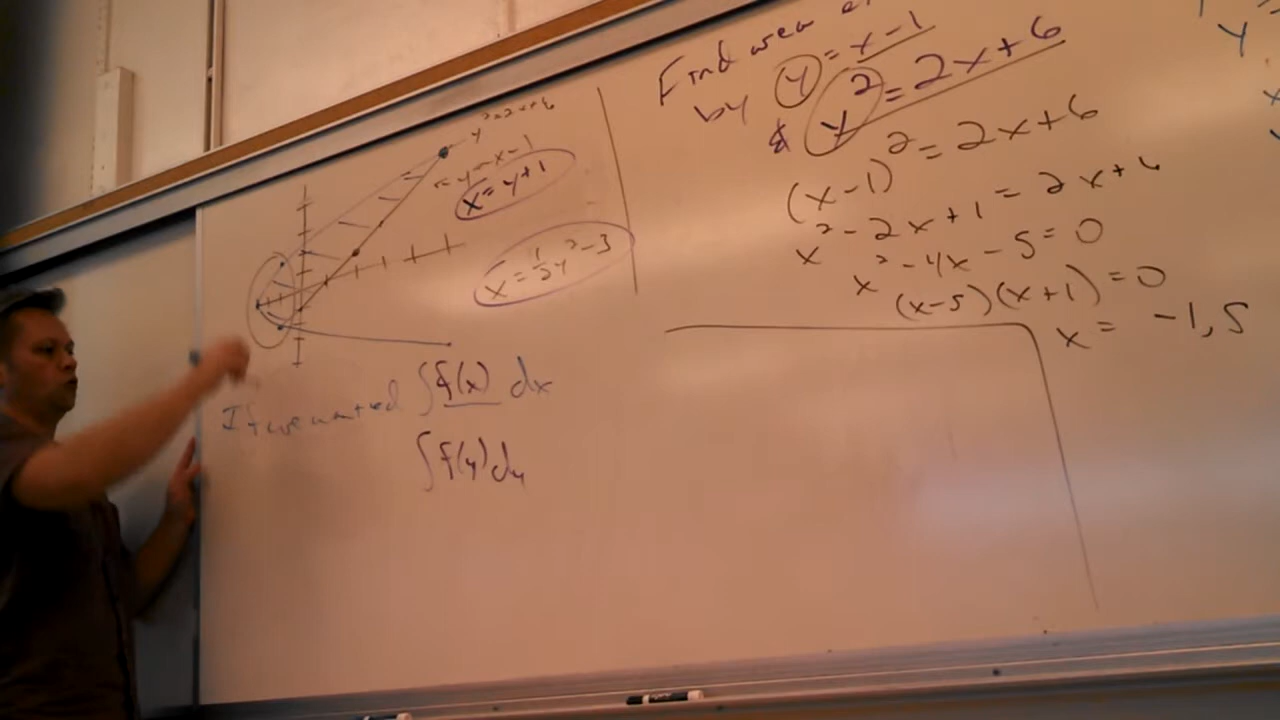 y²=2x+6
y=x-1
x=y+1
x=1/2y²-3
If we wanted ∫f(x) dx
∫f(y)dy
Find area
by y=x-1
& y²=2x+6
(x-1)²=2x+6
x²-2x+1=2x+6
x²-4x-5=0
(x-5)(x+1)=0
x= -1,5
y